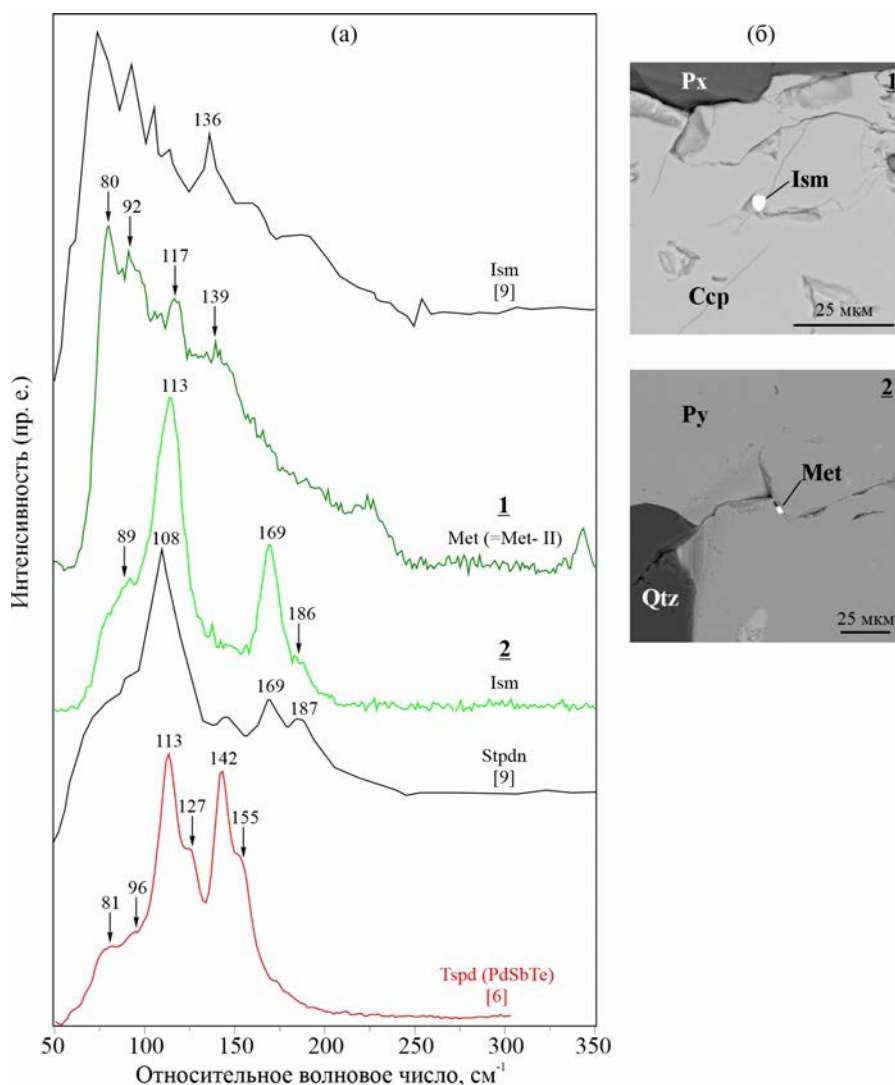 (а)
Интенсивность (пр. е.)
136
Ism
[9]
80
92
117
139
1
Met (=Met- II)
113
89
169
186
2
Ism
108
169
187
Stpdn
[9]
113
142
127
155
81
96
Tspd (PdSbTe)
[6]
50 100 150 200 250 300 350
Относительное волновое число, см-1
(б)
Px
1
Ism
Ccp
25 мкм
2
Py
Met
Qtz
25 мкм